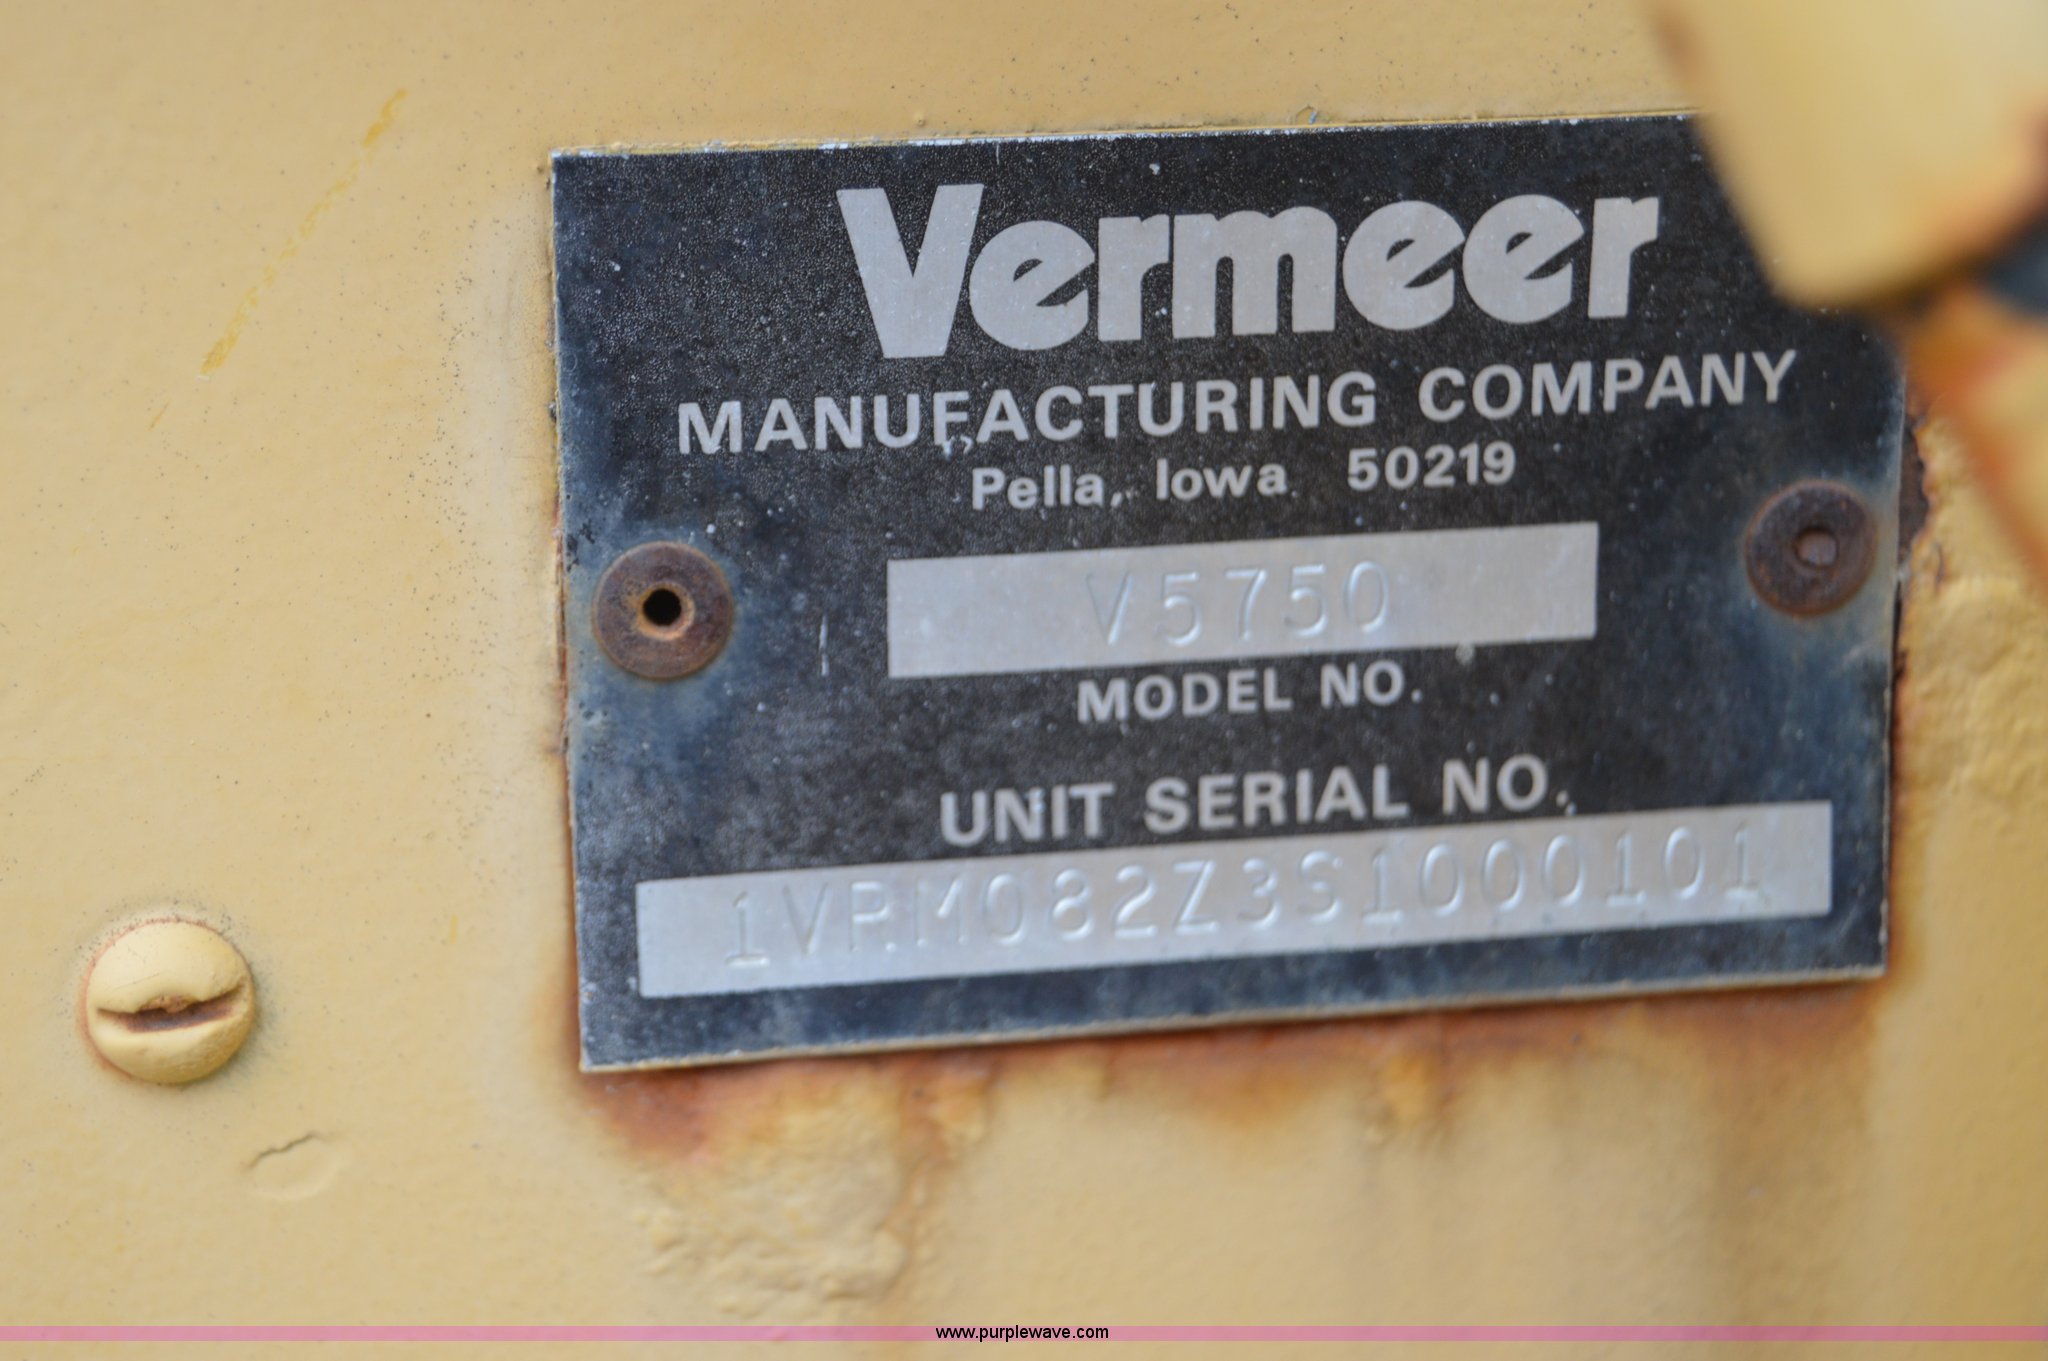 Vermeer
MANUFACTURING COMPANY
Pella, Iowa 50219
V5750
MODEL NO.
UNIT SERIAL NO.
1VRM082Z3S1000101
www.purplewave.com